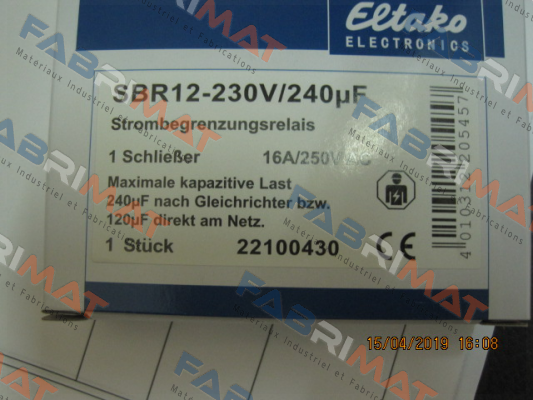 Eltako
ELECTRONICS
SBR12-230V/240µF
Strombegrenzungsrelais
1 Schließer 16A/250V AC
Maximale kapazitive Last
240µF nach Gleichrichter bzw.
120µF direkt am Netz.
1 Stück 22100430 CE
15/04/2019 16:08
FABRIMAT
Materiaux Industriel et Fabrications